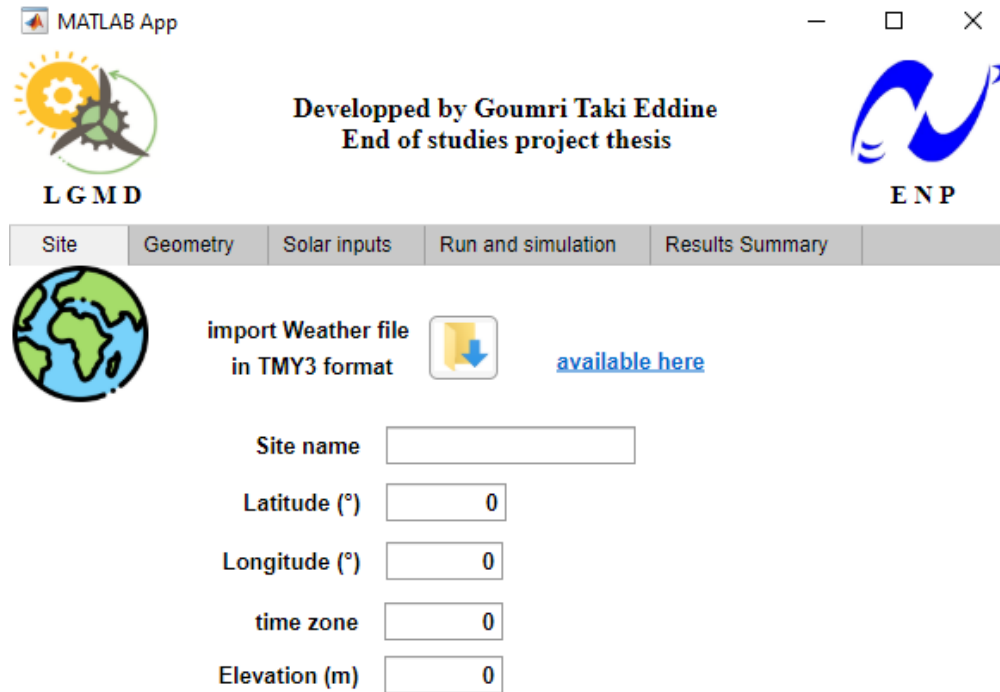 MATLAB App
Developped by Goumri Taki Eddine
End of studies project thesis
L G M D
E N P
Site
Geometry
Solar inputs
Run and simulation
Results Summary
import Weather file
in TMY3 format
available here
Site name
Latitude (°) 0
Longitude (°) 0
time zone 0
Elevation (m) 0